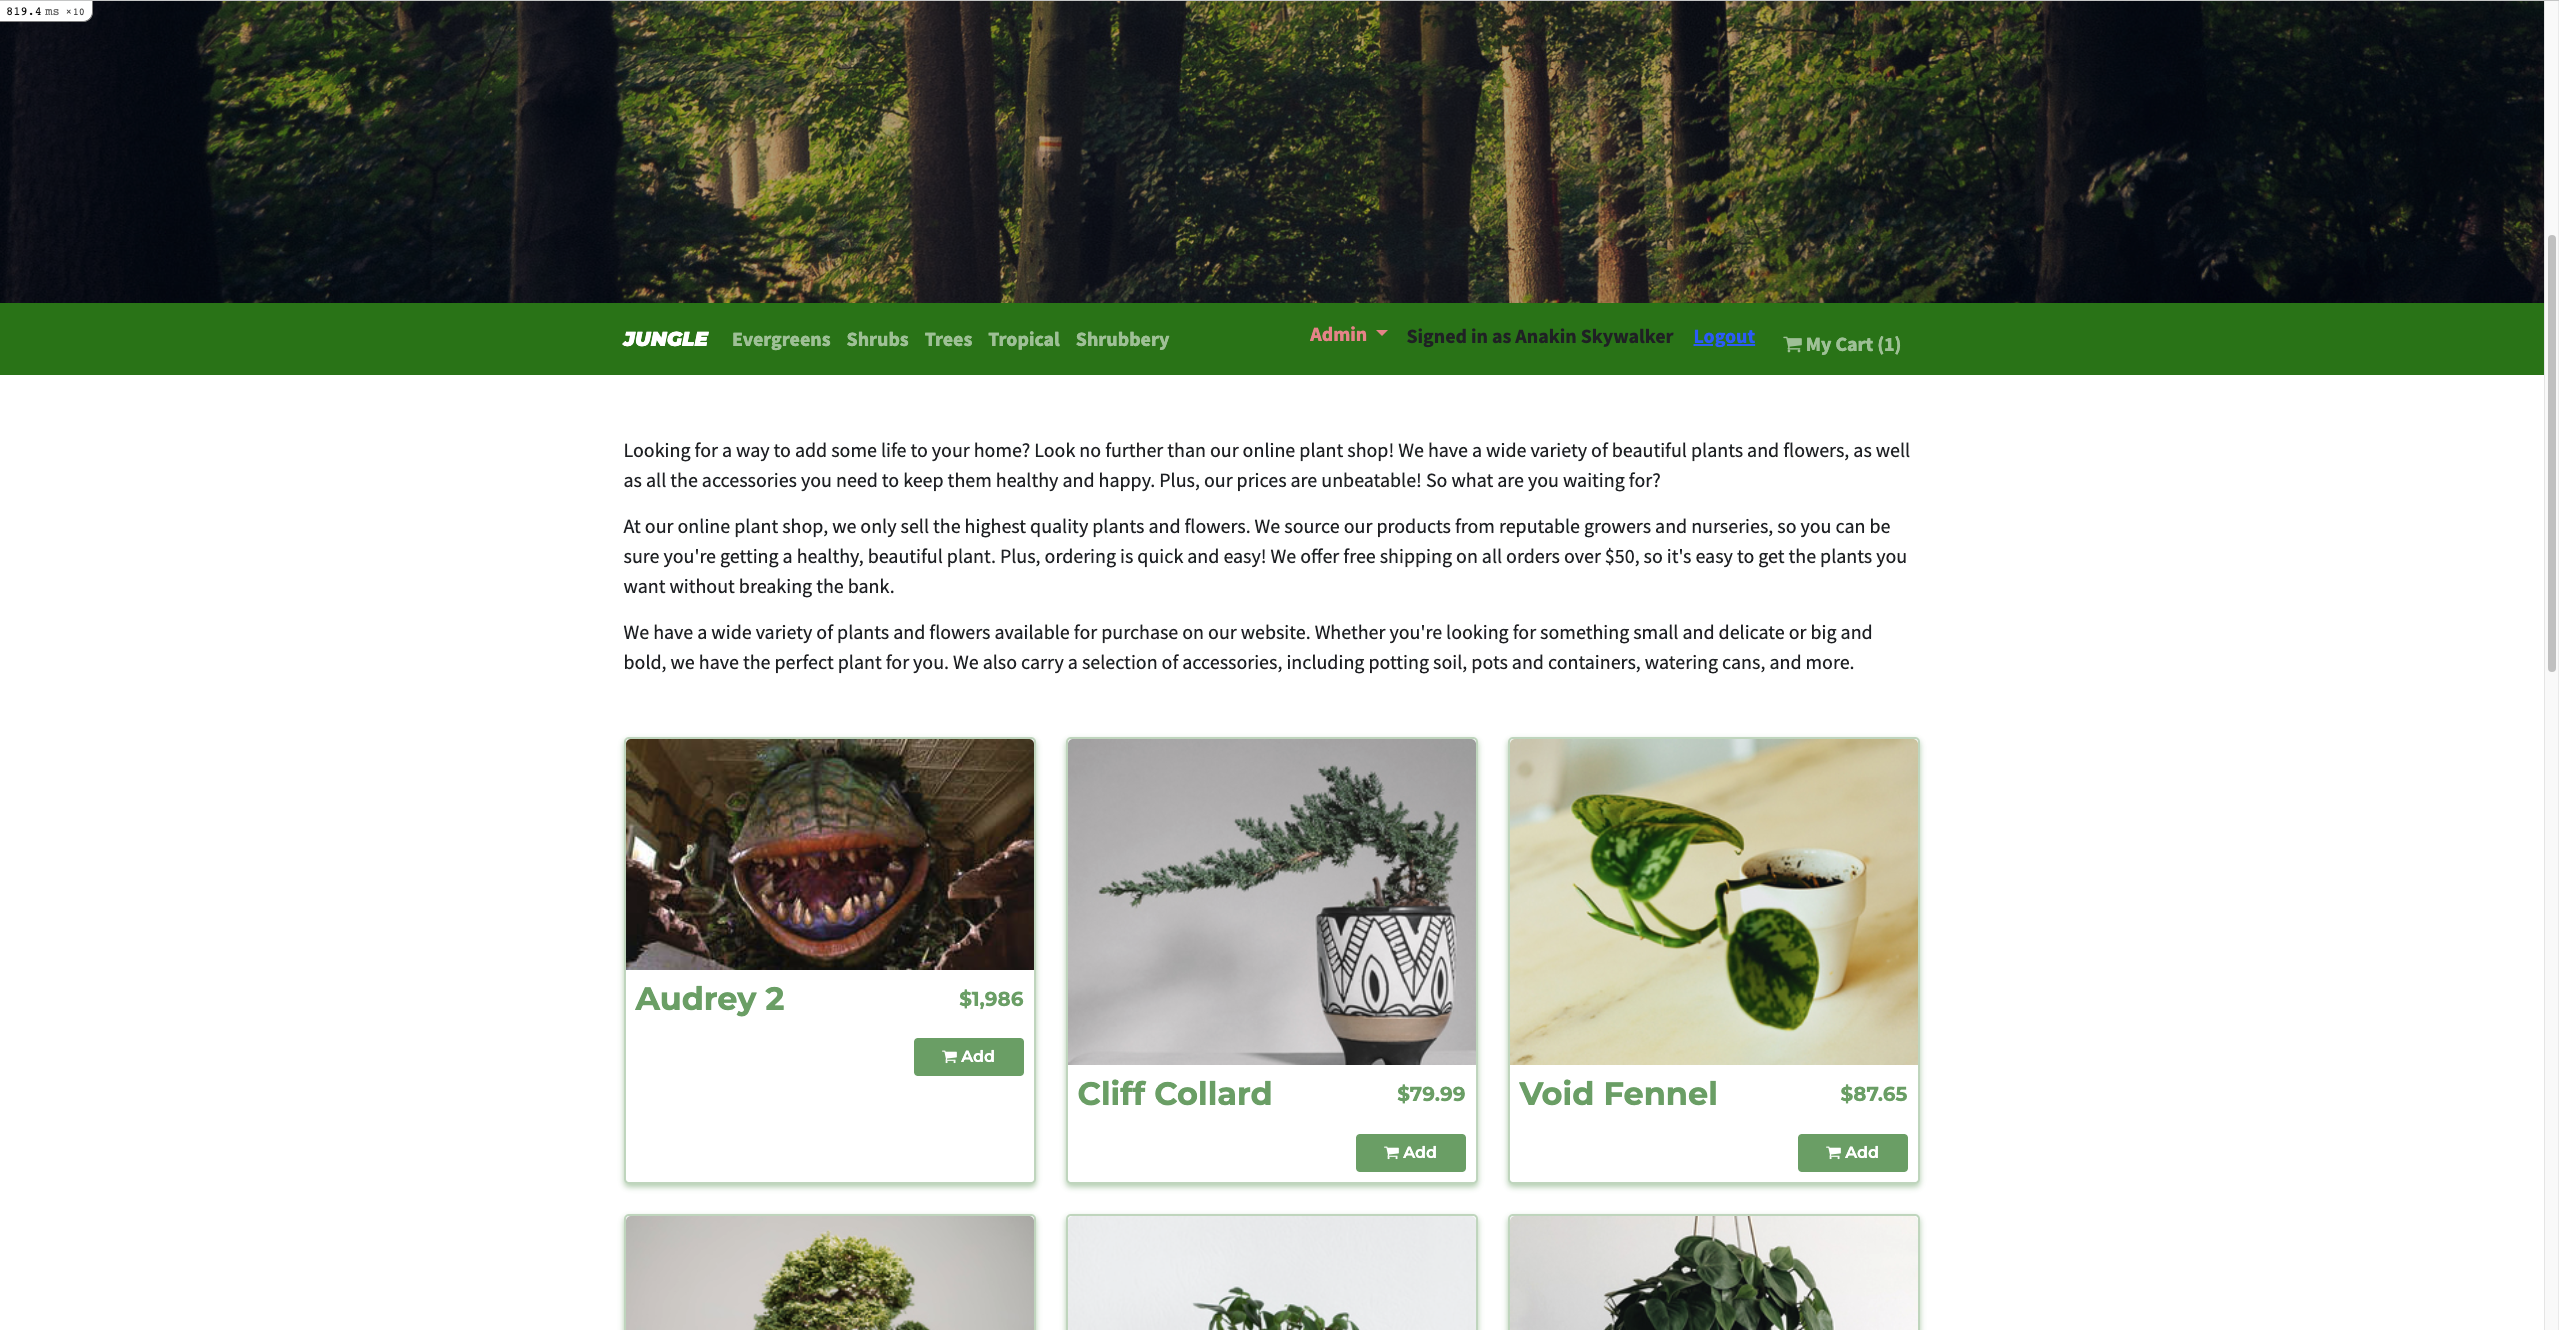 819.4 ms ×10
JUNGLE Evergreens Shrubs Trees Tropical Shrubbery Admin Signed in as Anakin Skywalker Logout My Cart (1)
Looking for a way to add some life to your home? Look no further than our online plant shop! We have a wide variety of beautiful plants and flowers, as well
as all the accessories you need to keep them healthy and happy. Plus, our prices are unbeatable! So what are you waiting for?
At our online plant shop, we only sell the highest quality plants and flowers. We source our products from reputable growers and nurseries, so you can be
sure you're getting a healthy, beautiful plant. Plus, ordering is quick and easy! We offer free shipping on all orders over $50, so it's easy to get the plants you
want without breaking the bank.
We have a wide variety of plants and flowers available for purchase on our website. Whether you're looking for something small and delicate or big and
bold, we have the perfect plant for you. We also carry a selection of accessories, including potting soil, pots and containers, watering cans, and more.
Audrey 2 $1,986
Add
Cliff Collard $79.99
Add
Void Fennel $87.65
Add